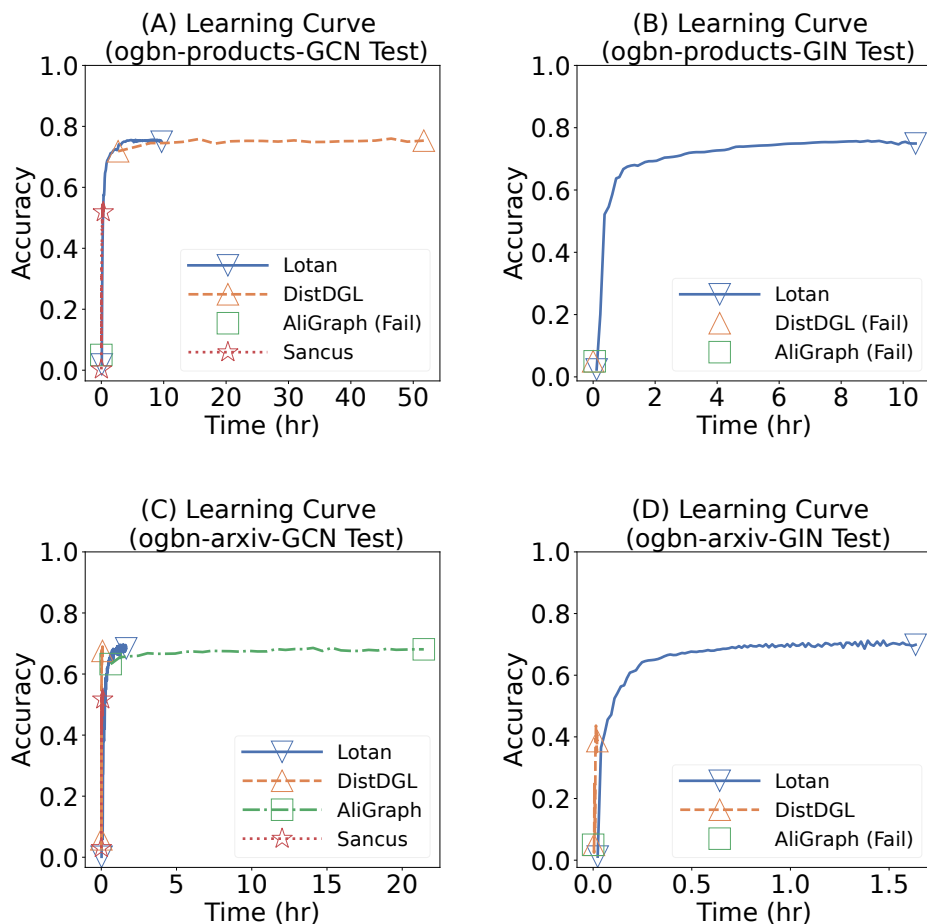 (A) Learning Curve
(ogbn-products-GCN Test)
1.0
0.8
0.6
0.4
0.2
0.0
Accuracy
Lotan
DistDGL
AliGraph (Fail)
Sancus
0 10 20 30 40 50
Time (hr)
(B) Learning Curve
(ogbn-products-GIN Test)
1.0
0.8
0.6
0.4
0.2
0.0
Accuracy
Lotan
DistDGL (Fail)
AliGraph (Fail)
0 2 4 6 8 10
Time (hr)
(C) Learning Curve
(ogbn-arxiv-GCN Test)
1.0
0.8
0.6
0.4
0.2
0.0
Accuracy
Lotan
DistDGL
AliGraph
Sancus
0 5 10 15 20
Time (hr)
(D) Learning Curve
(ogbn-arxiv-GIN Test)
1.0
0.8
0.6
0.4
0.2
0.0
Accuracy
Lotan
DistDGL
AliGraph (Fail)
0.0 0.5 1.0 1.5
Time (hr)